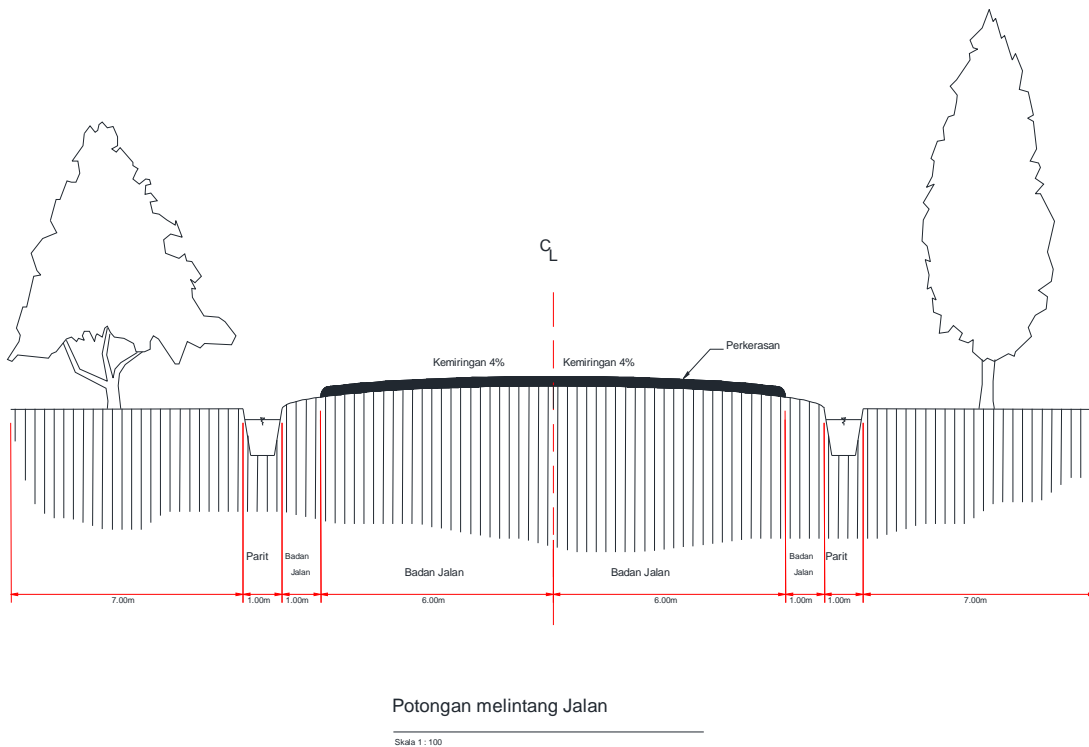 CL
Kemiringan 4%
Kemiringan 4%
Perkerasan
Parit
Badan
Jalan
Badan Jalan
Badan Jalan
Badan
Jalan
Parit
7.00m
1.00m
1.00m
6.00m
6.00m
1.00m
1.00m
7.00m
Potongan melintang Jalan
Skala 1 : 100